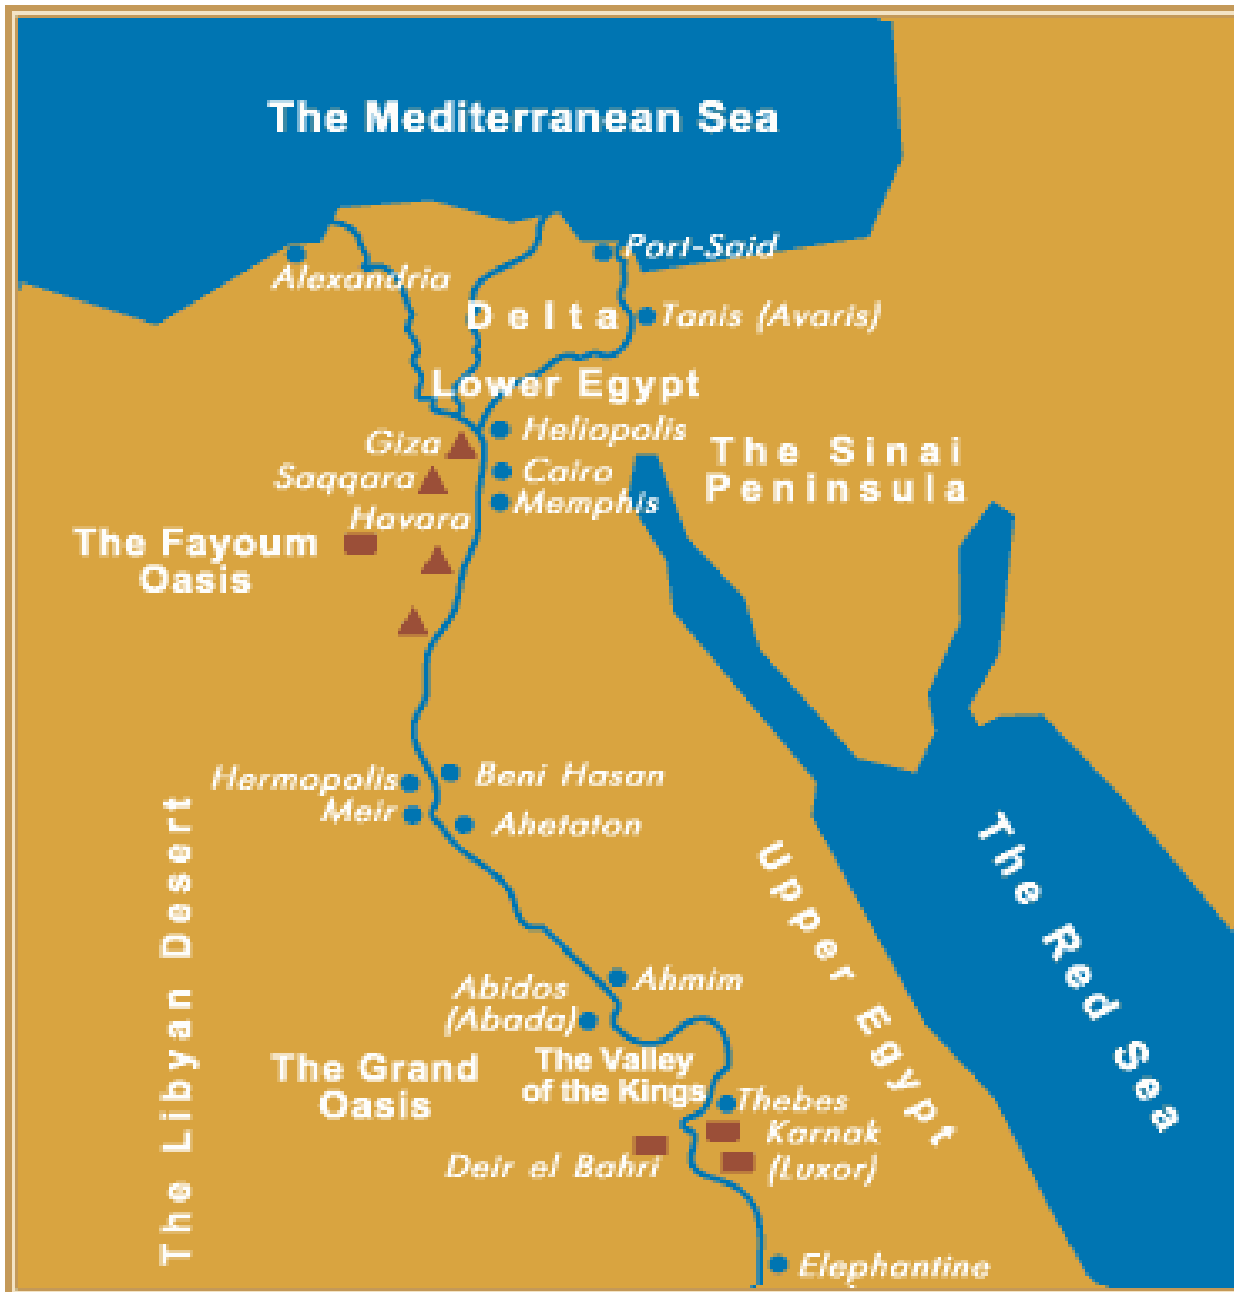 The Mediterranean Sea
Port-Said
Alexandria
Delta
Tanis (Avaris)
Lower Egypt
Heliopolis
Giza
The Sinai
Peninsula
Saqqara
Cairo
Memphis
Havara
The Fayoum
Oasis
Hermopolis
Beni Hasan
Meir
Ahetaton
The Libyan Desert
Upper Egypt
The Red Sea
Ahmim
Abidos
(Abada)
The Grand
Oasis
The Valley
of the Kings
Thebes
Karnak
(Luxor)
Deir el Bahri
Elephantine